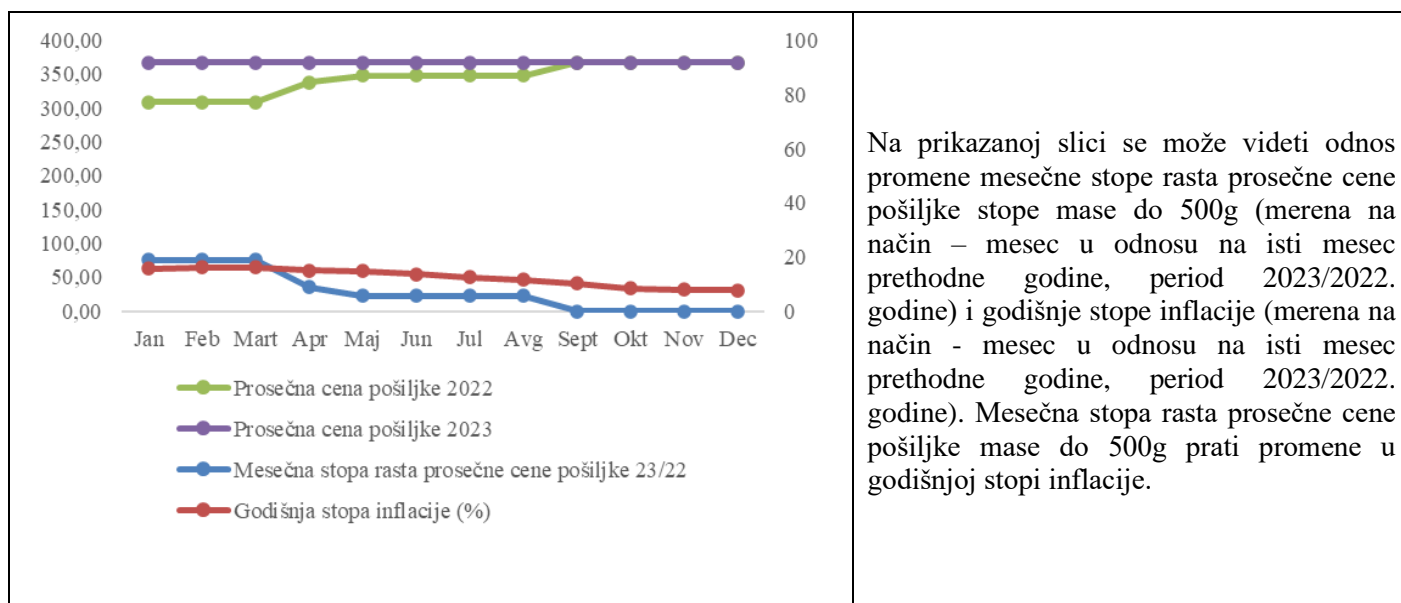 400,00
350,00
300,00
250,00
200,00
150,00
100,00
50,00
0,00
100
80
60
40
20
0
Jan Feb Mart Apr Maj Jun Jul Avg Sept Okt Nov Dec
Prosečna cena pošiljke 2022
Prosečna cena pošiljke 2023
Mesečna stopa rasta prosečne cene pošiljke 23/22
Godišnja stopa inflacije (%)
Na prikazanoj slici se može videti odnos
promene mesečne stope rasta prosečne cene
pošiljke stope mase do 500g (merena na
način – mesec u odnosu na isti mesec
prethodne godine, period 2023/2022.
godine) i godišnje stope inflacije (merena na
način - mesec u odnosu na isti mesec
prethodne godine, period 2023/2022.
godine). Mesečna stopa rasta prosečne cene
pošiljke mase do 500g prati promene u
godišnjoj stopi inflacije.